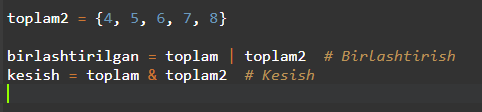 toplam2 = {4, 5, 6, 7, 8}
birlashtirilgan = toplam | toplam2  # Birlashtirish
kesish = toplam & toplam2  # Kesish